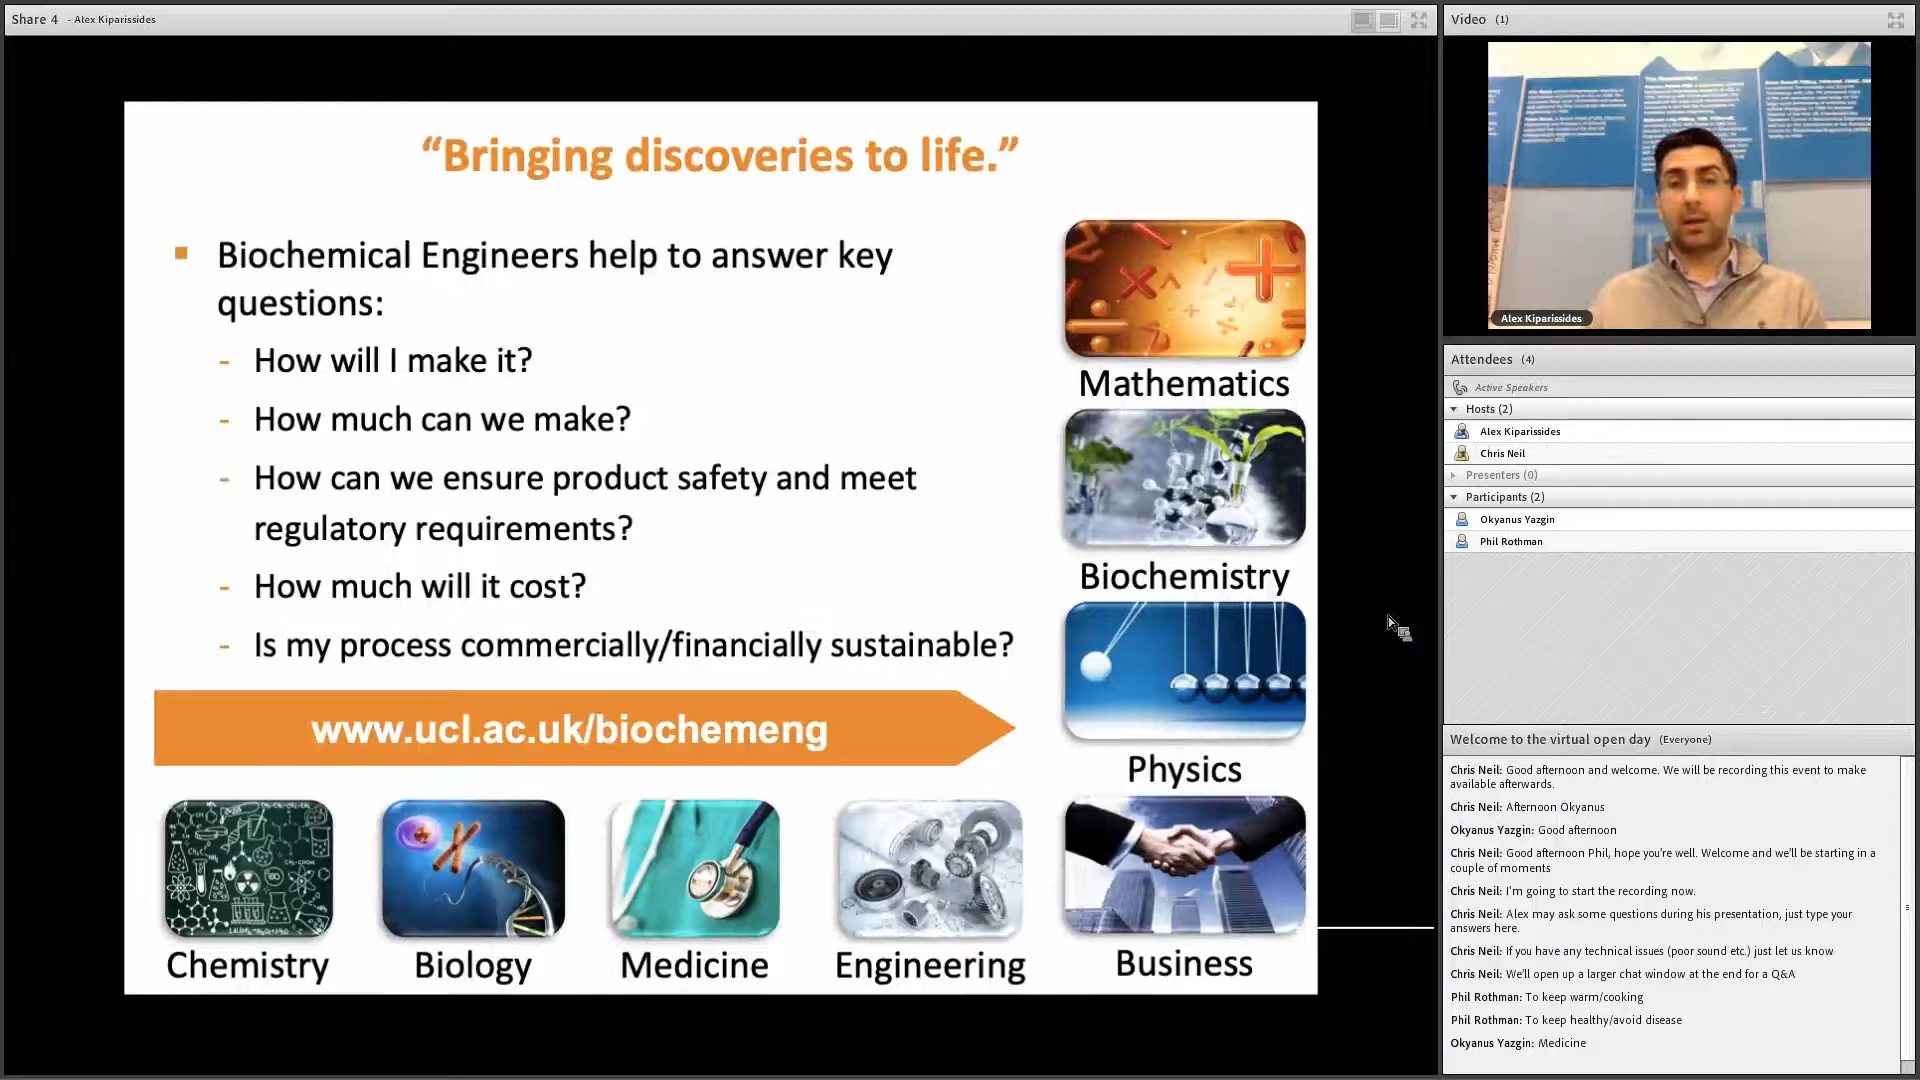 Share 4 - Alex Kiparissides
“Bringing discoveries to life.”
Biochemical Engineers help to answer key
questions:
- How will I make it?
- How much can we make?
- How can we ensure product safety and meet
regulatory requirements?
- How much will it cost?
- Is my process commercially/financially sustainable?
www.ucl.ac.uk/biochemeng
Mathematics
Biochemistry
Physics
Chemistry
Biology
Medicine
Engineering
Business
Video (1)
Alex Kiparissides
Attendees (4)
Active Speakers
Hosts (2)
Alex Kiparissides
Chris Neil
Presenters (0)
Participants (2)
Okyanus Yazgin
Phil Rothman
Welcome to the virtual open day (Everyone)
Chris Neil: Good afternoon and welcome. We will be recording this event to make
available afterwards.
Chris Neil: Afternoon Okyanus
Okyanus Yazgin: Good afternoon
Chris Neil: Good afternoon Phil, hope you're well. Welcome and we'll be starting in a
couple of moments
Chris Neil: I'm going to start the recording now.
Chris Neil: Alex may ask some questions during his presentation, just type your
answers here.
Chris Neil: If you have any technical issues (poor sound etc.) just let us know
Chris Neil: We'll open up a larger chat window at the end for a Q&A
Phil Rothman: To keep warm/cooking
Phil Rothman: To keep healthy/avoid disease
Okyanus Yazgin: Medicine